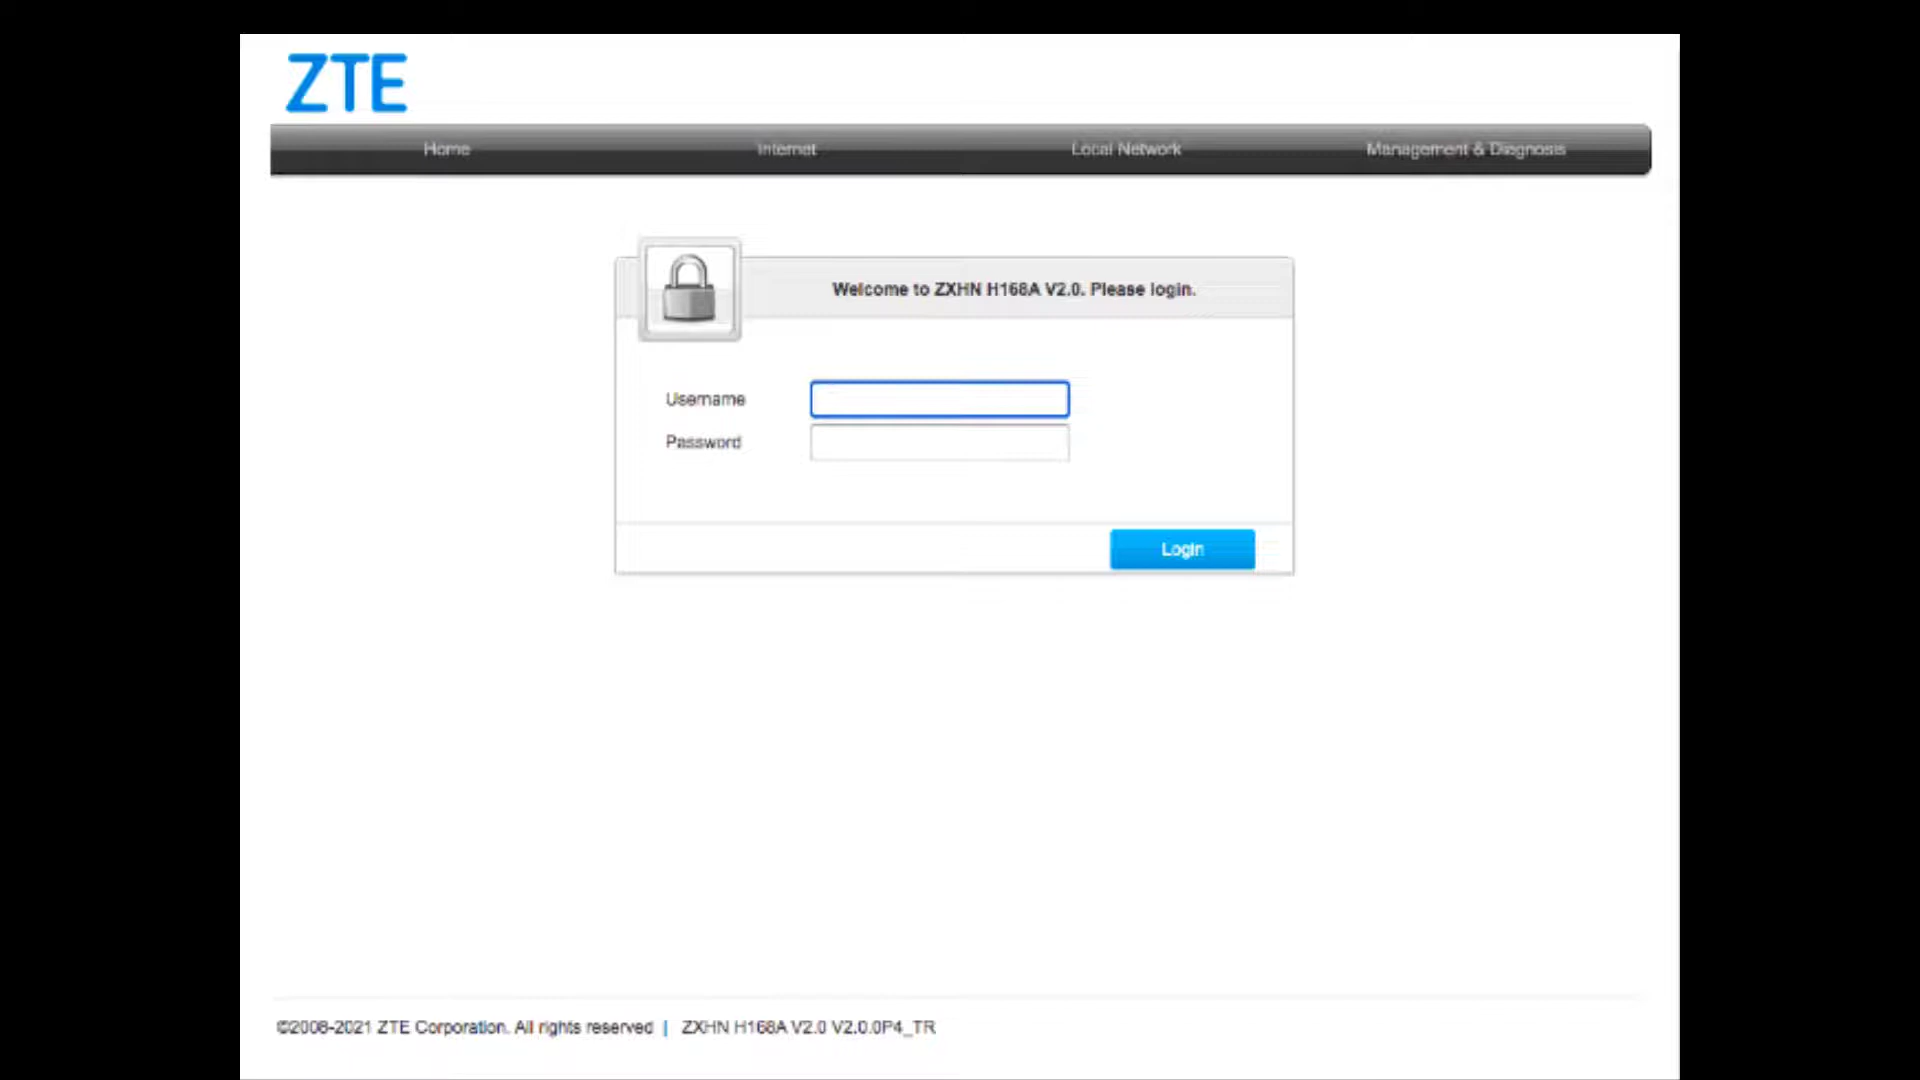 ZTE
Home Internet Local Network Management & Diagnosis
Welcome to ZXHN H168A V2.0. Please login.
Username
Password
Login
©2008-2021 ZTE Corporation. All rights reserved | ZXHN H168A V2.0 V2.0.0P4_TR